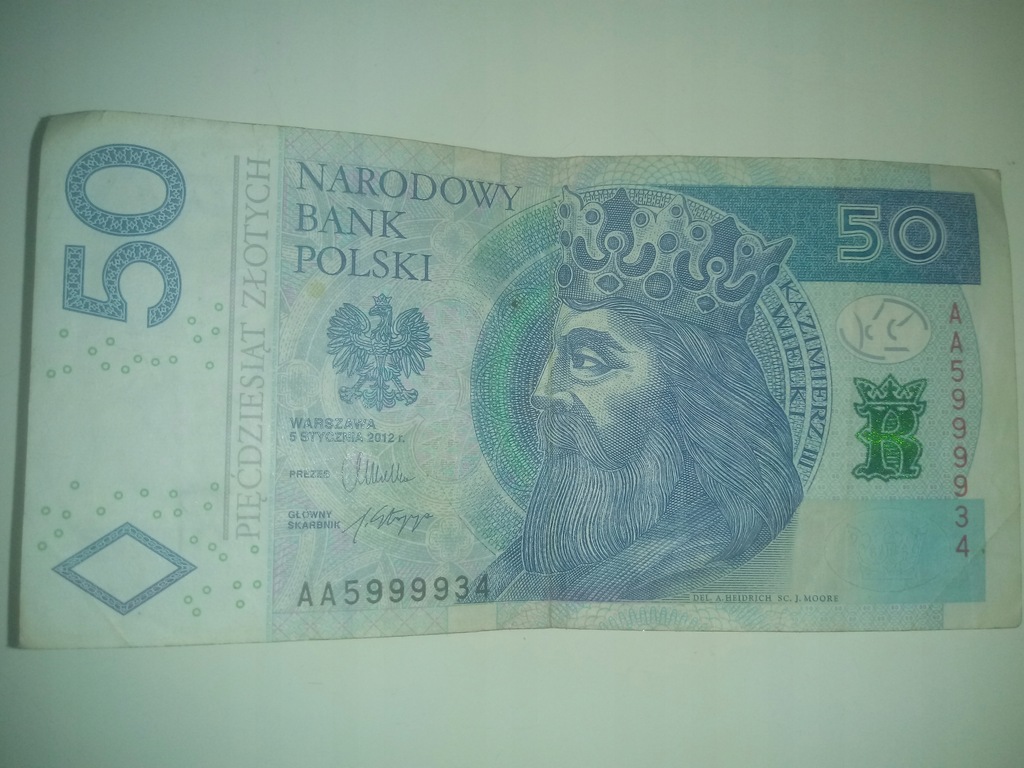 50
PIĘĆDZIESIĄT ZŁOTYCH
NARODOWY
BANK
POLSKI
WARSZAWA
5 STYCZNIA 2012 r.
PREZES
GŁÓWNY
SKARBNIK
AA5999934
50
KAZIMIERZ III
WIELKI
AA5999934
DEL. A. HEIDRICH SC. J. MOORE